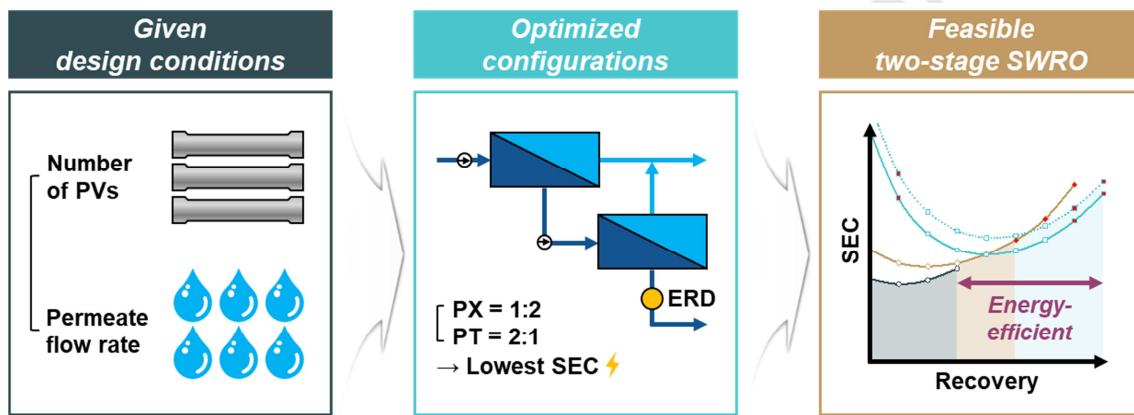 Given
design conditions
Optimized
configurations
Feasible
two-stage SWRO
Number
of PVs
Permeate
flow rate
ERD
PX = 1:2
PT = 2:1
→ Lowest SEC
SEC
Energy-
efficient
Recovery